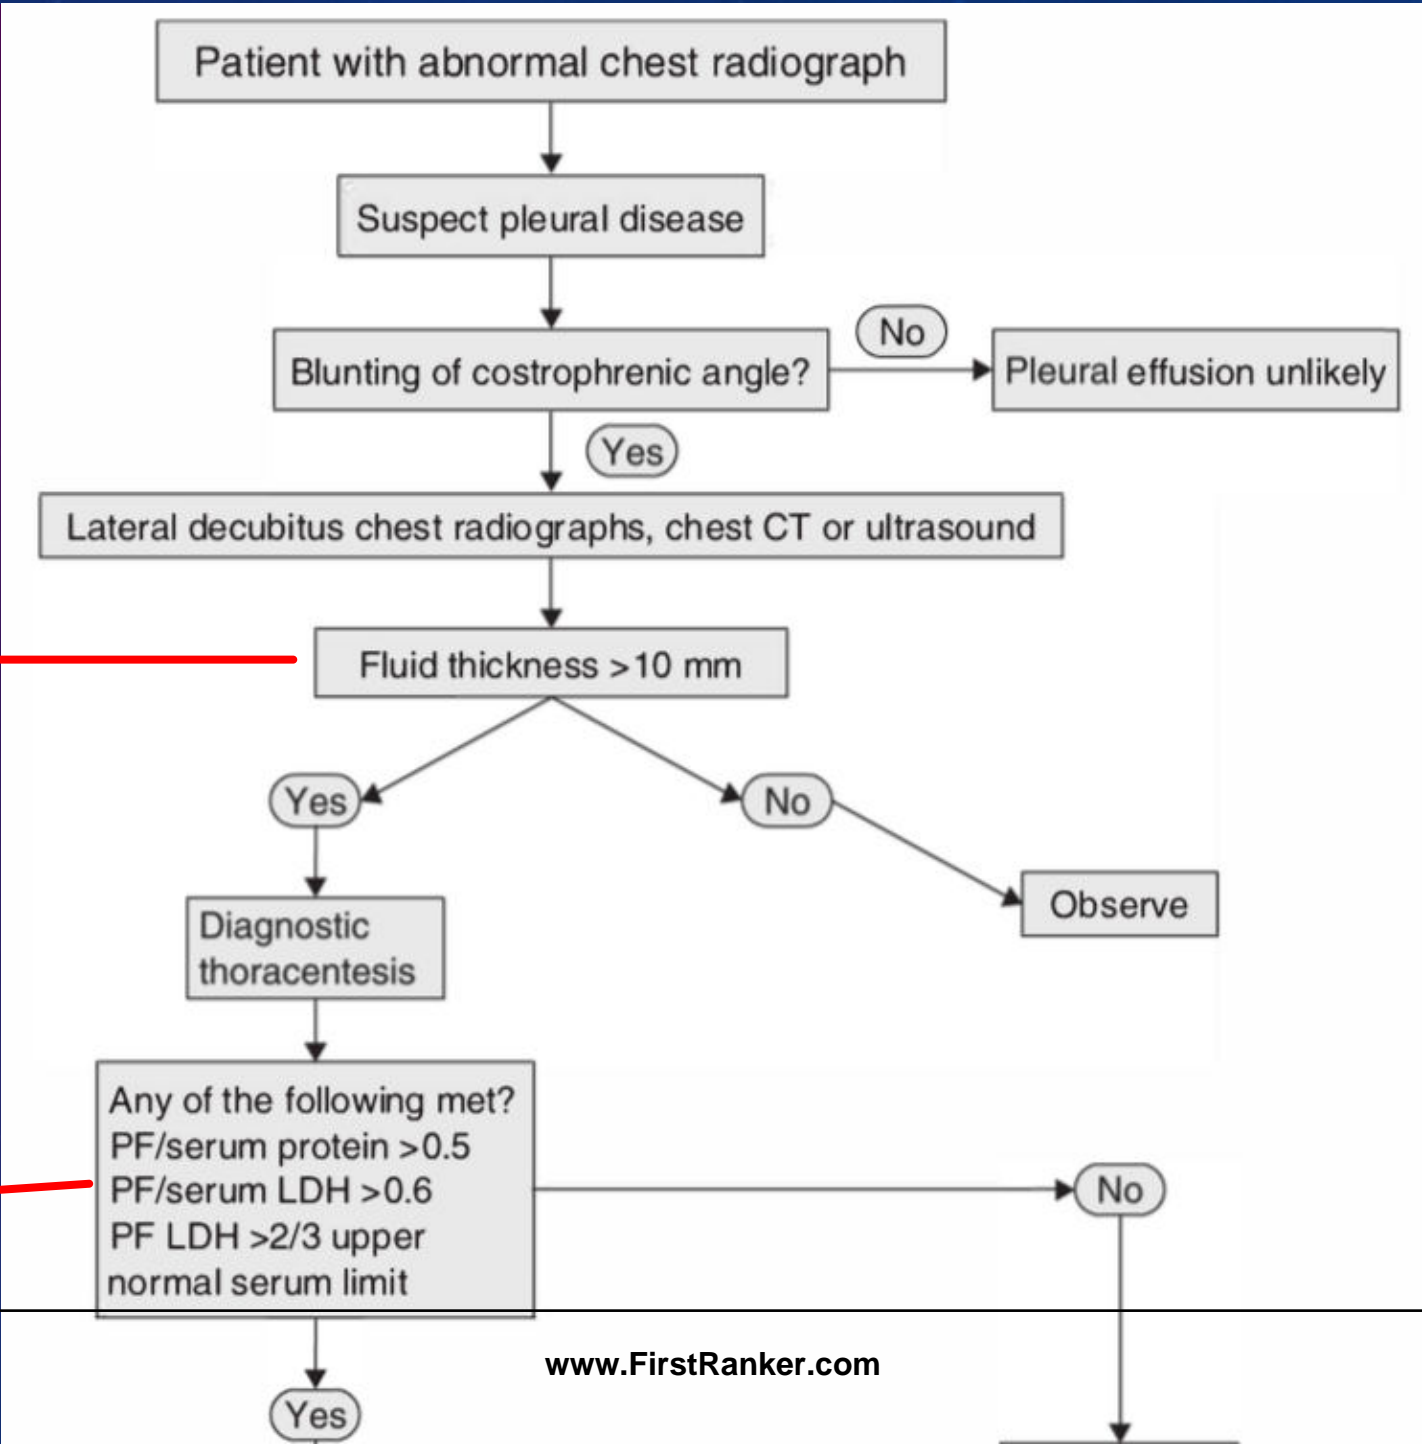 Patient with abnormal chest radiograph
Suspect pleural disease
No
Blunting of costrophrenic angle?
Pleural effusion unlikely
Yes
Lateral decubitus chest radiographs, chest CT or ultrasound
Fluid thickness >10 mm
Yes
No
Observe
Diagnostic
thoracentesis
Any of the following met?
PF/serum protein >0.5
PF/serum LDH >0.6
No
PF LDH >2/3 upper
normal serum limit
www.FirstRanker.com
Yes